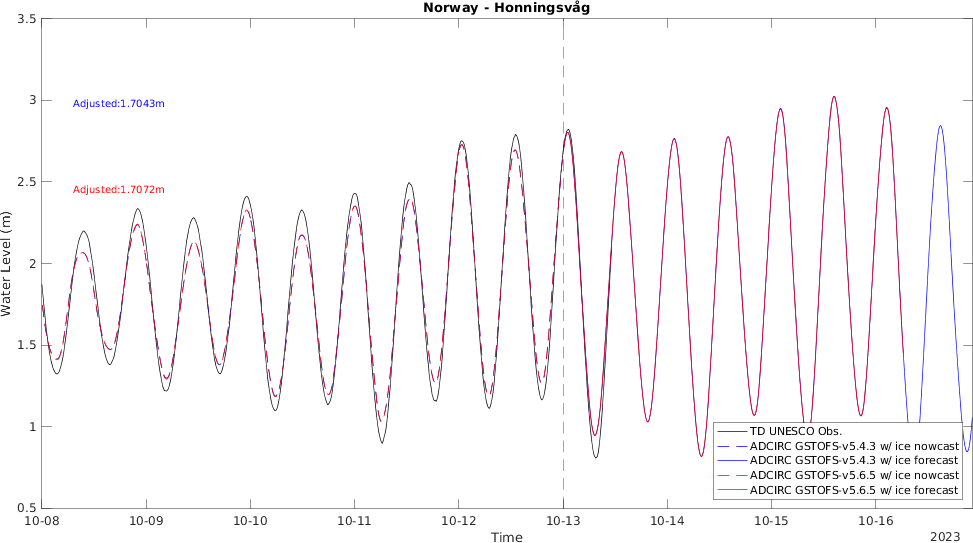 Norway - Honningsvåg
3.5
3
2.5
2
1.5
1
0.5
Water Level (m)
Adjusted:1.7043m
Adjusted:1.7072m
TD UNESCO Obs.
ADCIRC GSTOFS-v5.4.3 w/ ice nowcast
ADCIRC GSTOFS-v5.4.3 w/ ice forecast
ADCIRC GSTOFS-v5.6.5 w/ ice nowcast
ADCIRC GSTOFS-v5.6.5 w/ ice forecast
10-08 10-09 10-10 10-11 10-12 10-13 10-14 10-15 10-16
Time
2023